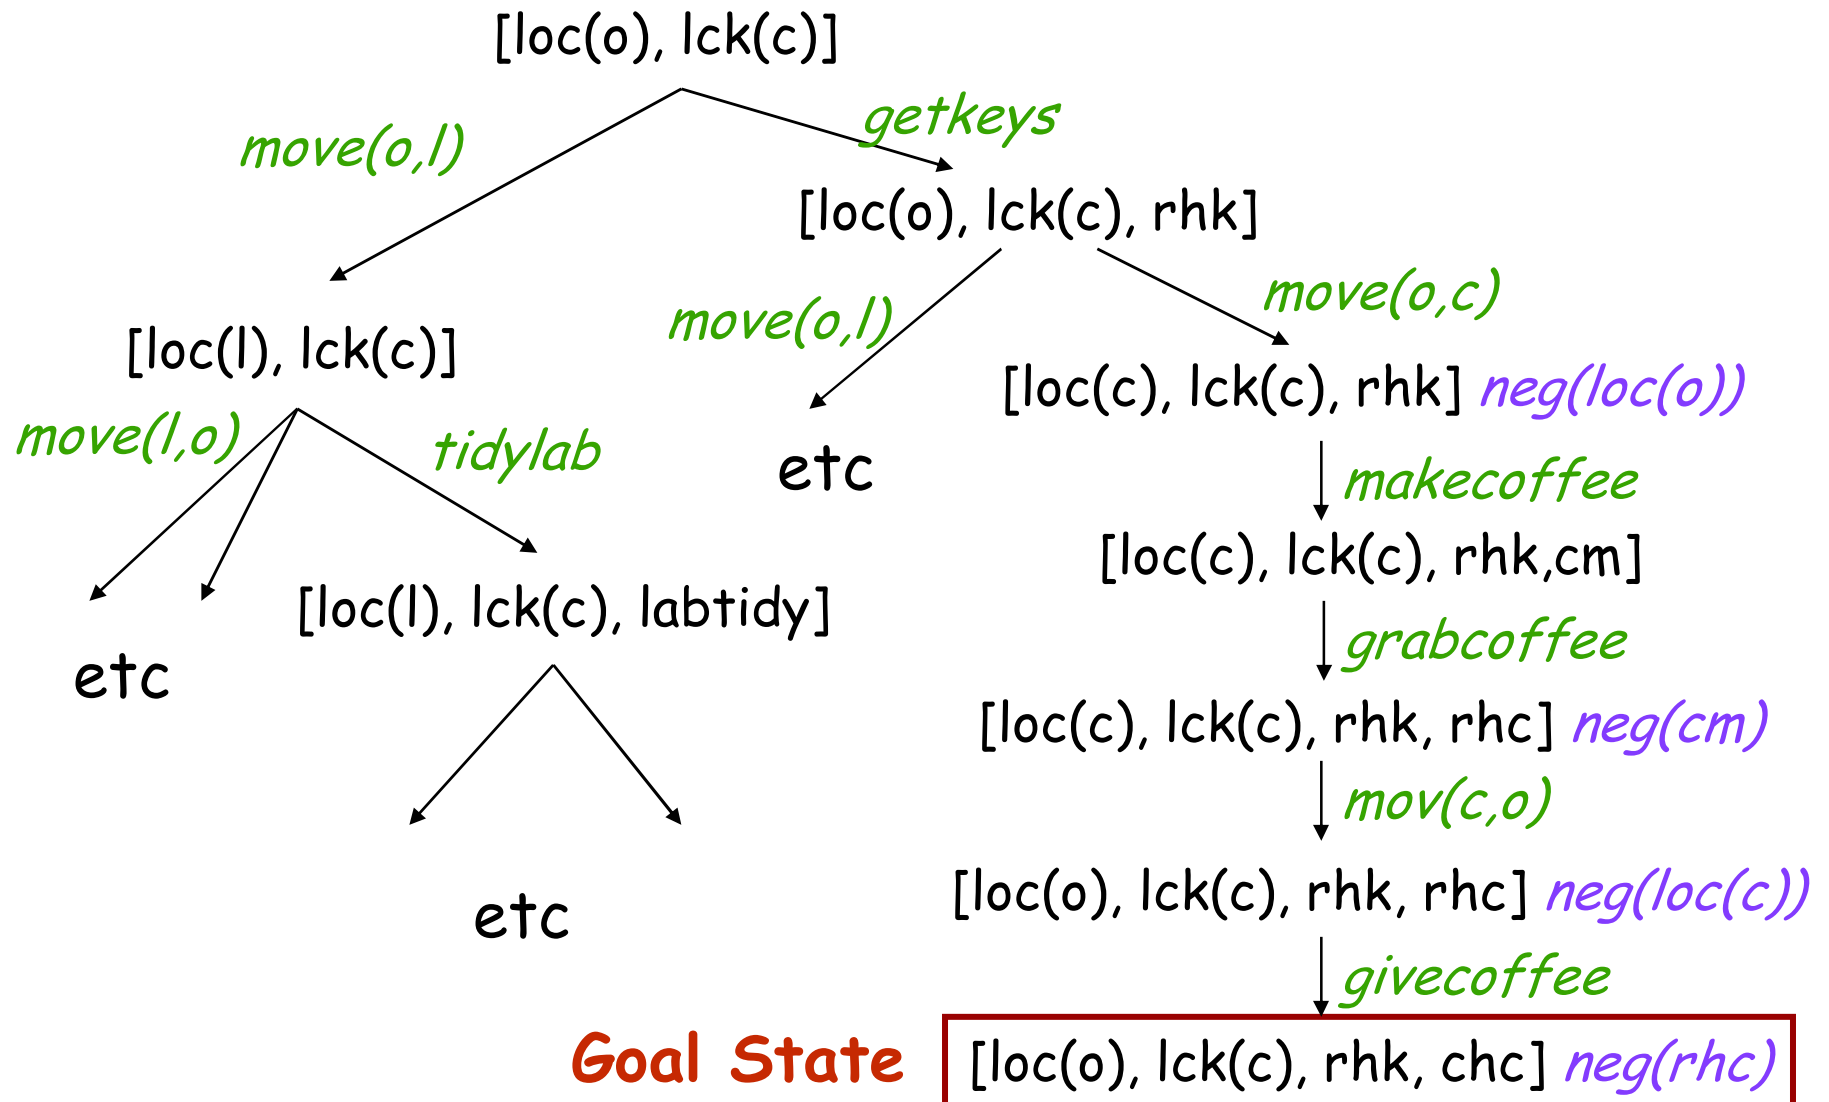 [loc(o), lck(c)]
move(o,l)
getkeys
[loc(o), lck(c), rhk]
move(o,l)
move(o,c)
[loc(l), lck(c)]
[loc(c), lck(c), rhk] neg(loc(o))
move(l,o)
tidylab
etc
makecoffee
[loc(c), lck(c), rhk,cm]
[loc(l), lck(c), labtidy]
grabcoffee
etc
[loc(c), lck(c), rhk, rhc] neg(cm)
mov(c,o)
[loc(o), lck(c), rhk, rhc] neg(loc(c))
etc
givecoffee
Goal State [loc(o), lck(c), rhk, chc] neg(rhc)